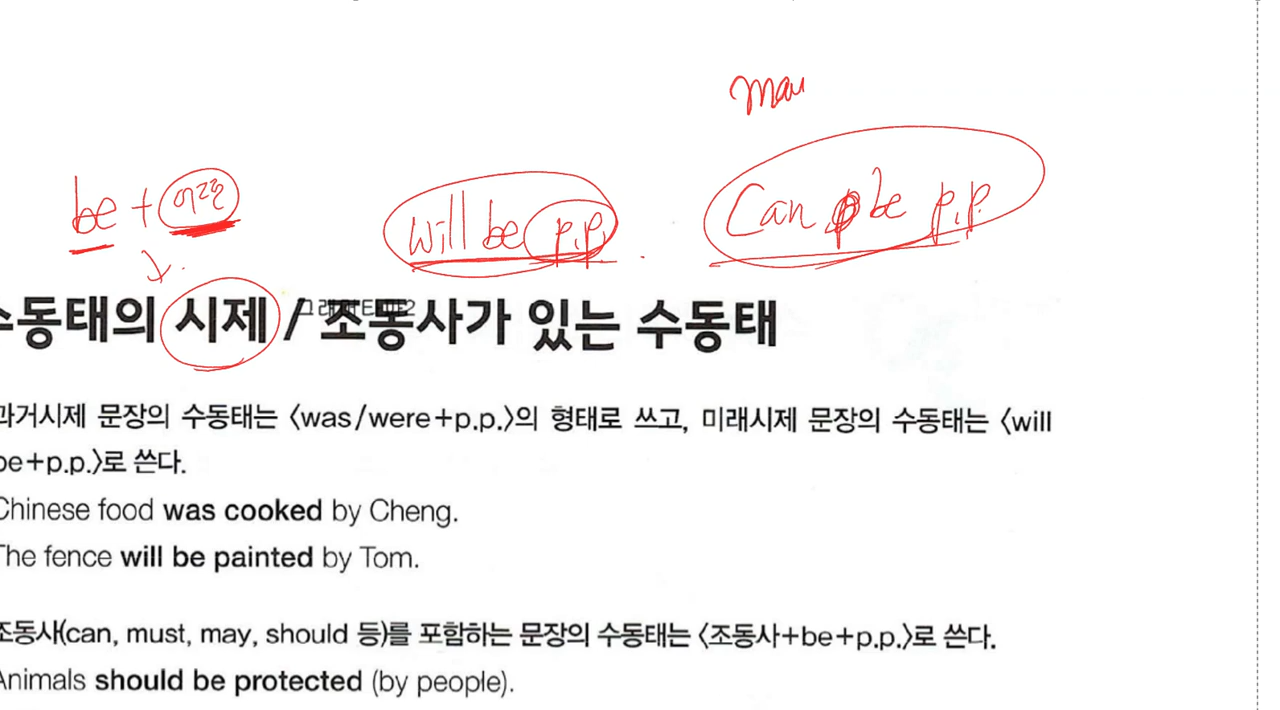 may
be + 어근
will be p.p.
Can be p.p.
수동태의 시제 / 조동사가 있는 수동태
과거시제 문장의 수동태는 〈was/were+p.p.〉의 형태로 쓰고, 미래시제 문장의 수동태는 〈will
be+p.p.〉로 쓴다.
Chinese food was cooked by Cheng.
The fence will be painted by Tom.
조동사(can, must, may, should 등)를 포함하는 문장의 수동태는 〈조동사+be+p.p.〉로 쓴다.
Animals should be protected (by people).